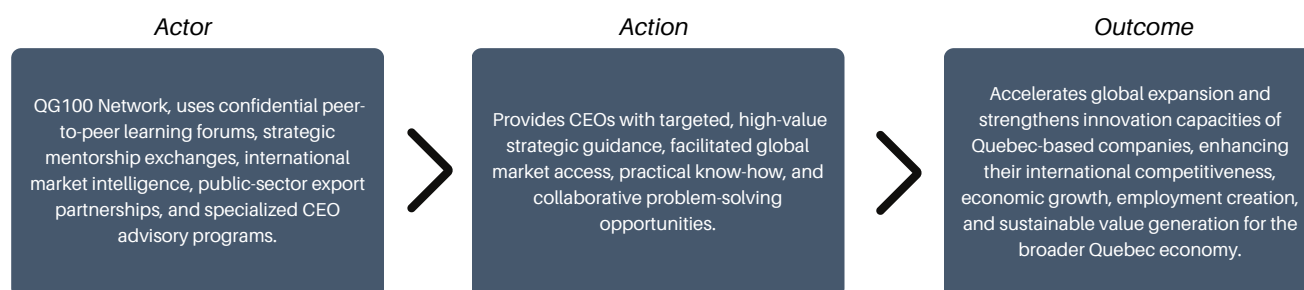 Actor
QG100 Network, uses confidential peer-
to-peer learning forums, strategic
mentorship exchanges, international
market intelligence, public-sector export
partnerships, and specialized CEO
advisory programs.
Action
Provides CEOs with targeted, high-value
strategic guidance, facilitated global
market access, practical know-how, and
collaborative problem-solving
opportunities.
Outcome
Accelerates global expansion and
strengthens innovation capacities of
Quebec-based companies, enhancing
their international competitiveness,
economic growth, employment creation,
and sustainable value generation for the
broader Quebec economy.